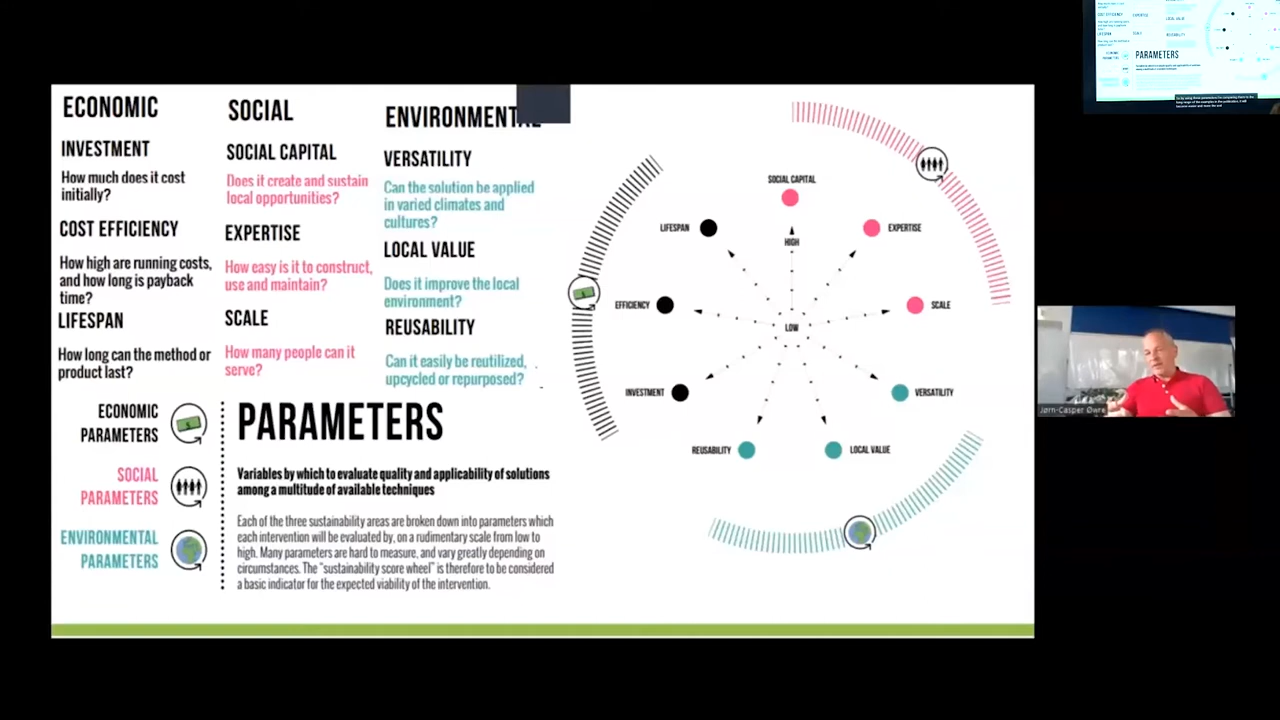 ECONOMIC
INVESTMENT
How much does it cost
initially?
COST EFFICIENCY
How high are running costs,
and how long is payback
time?
LIFESPAN
How long can the method or
product last?
SOCIAL
SOCIAL CAPITAL
Does it create and sustain
local opportunities?
EXPERTISE
How easy is it to construct,
use and maintain?
SCALE
How many people can it
serve?
ENVIRONMENTAL
VERSATILITY
Can the solution be applied
in varied climates and
cultures?
LOCAL VALUE
Does it improve the local
environment?
REUSABILITY
Can it easily be reutilized,
upcycled or repurposed?
ECONOMIC
PARAMETERS
SOCIAL
PARAMETERS
ENVIRONMENTAL
PARAMETERS
PARAMETERS
Variables by which to evaluate quality and applicability of solutions
among a multitude of available techniques
Each of the three sustainability areas are broken down into parameters which
each intervention will be evaluated by, on a rudimentary scale from low to
high. Many parameters are hard to measure, and vary greatly depending on
circumstances. The "sustainability score wheel" is therefore to be considered
a basic indicator for the expected viability of the intervention.
SOCIAL CAPITAL
LIFESPAN
HIGH
EXPERTISE
EFFICIENCY
SCALE
LOW
INVESTMENT
VERSATILITY
REUSABILITY
LOCAL VALUE
Jørn-Casper Øwre
LOCAL VALUE
PARAMETERS